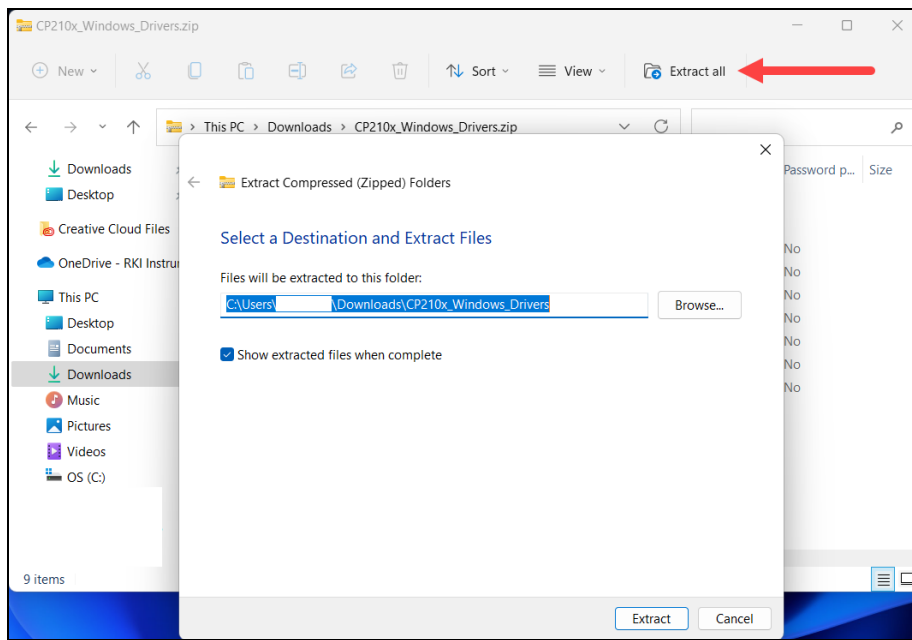 CP210x_Windows_Drivers.zip
New
Sort
View
Extract all
This PC > Downloads > CP210x_Windows_Drivers.zip
Downloads
Desktop
Creative Cloud Files
OneDrive - RKI Instrur
This PC
Desktop
Documents
Downloads
Music
Pictures
Videos
OS (C:)
9 items
Password p...
Size
No
No
No
No
No
No
No
Extract Compressed (Zipped) Folders
Select a Destination and Extract Files
Files will be extracted to this folder:
C:\Users\ \Downloads\CP210x_Windows_Drivers
Browse...
Show extracted files when complete
Extract
Cancel